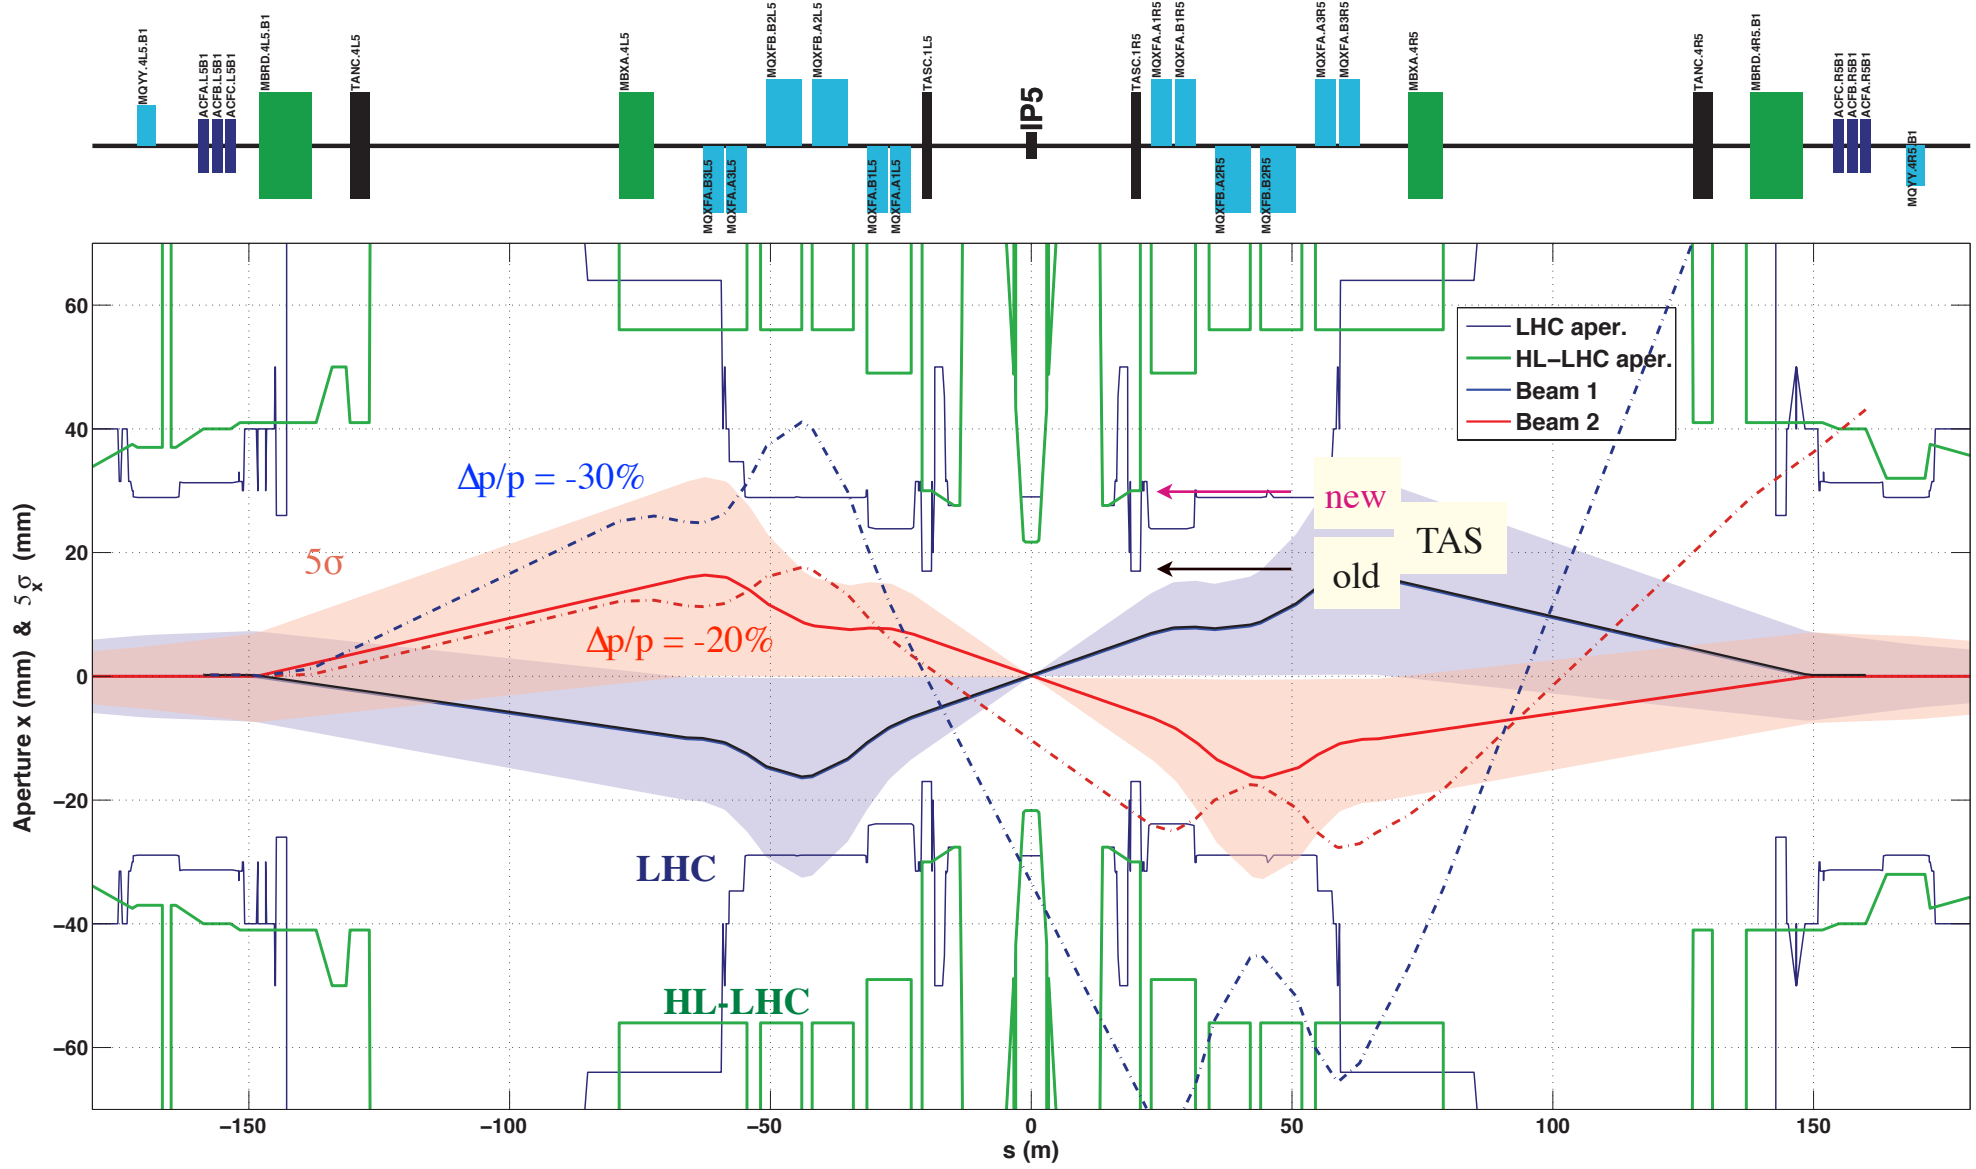 MQYY.4L5.B1
ACFA.L5B1
ACFB.L5B1
ACFC.L5B1
MBRD.4L5.B1
TANC.4L5
MBXA.4L5
MQXFA.B3L5
MQXFA.A3L5
MQXFB.B2L5
MQXFB.A2L5
MQXFA.B1L5
MQXFA.A1L5
TASC.1L5
IP5
TASC.1R5
MQXFA.A1R5
MQXFA.B1R5
MQXFB.A2R5
MQXFB.B2R5
MQXFA.A3R5
MQXFA.B3R5
MBXA.4R5
TANC.4R5
MBRD.4R5.B1
ACFC.R5B1
ACFB.R5B1
ACFA.R5B1
MQYY.4R5.B1
Aperture x (mm) & 5 σx (mm)
60
40
20
0
−20
−40
−60
LHC aper.
HL−LHC aper.
Beam 1
Beam 2
Δp/p = -30%
5σ
Δp/p = -20%
new
TAS
old
LHC
HL-LHC
−150
−100
−50
0
50
100
150
s (m)